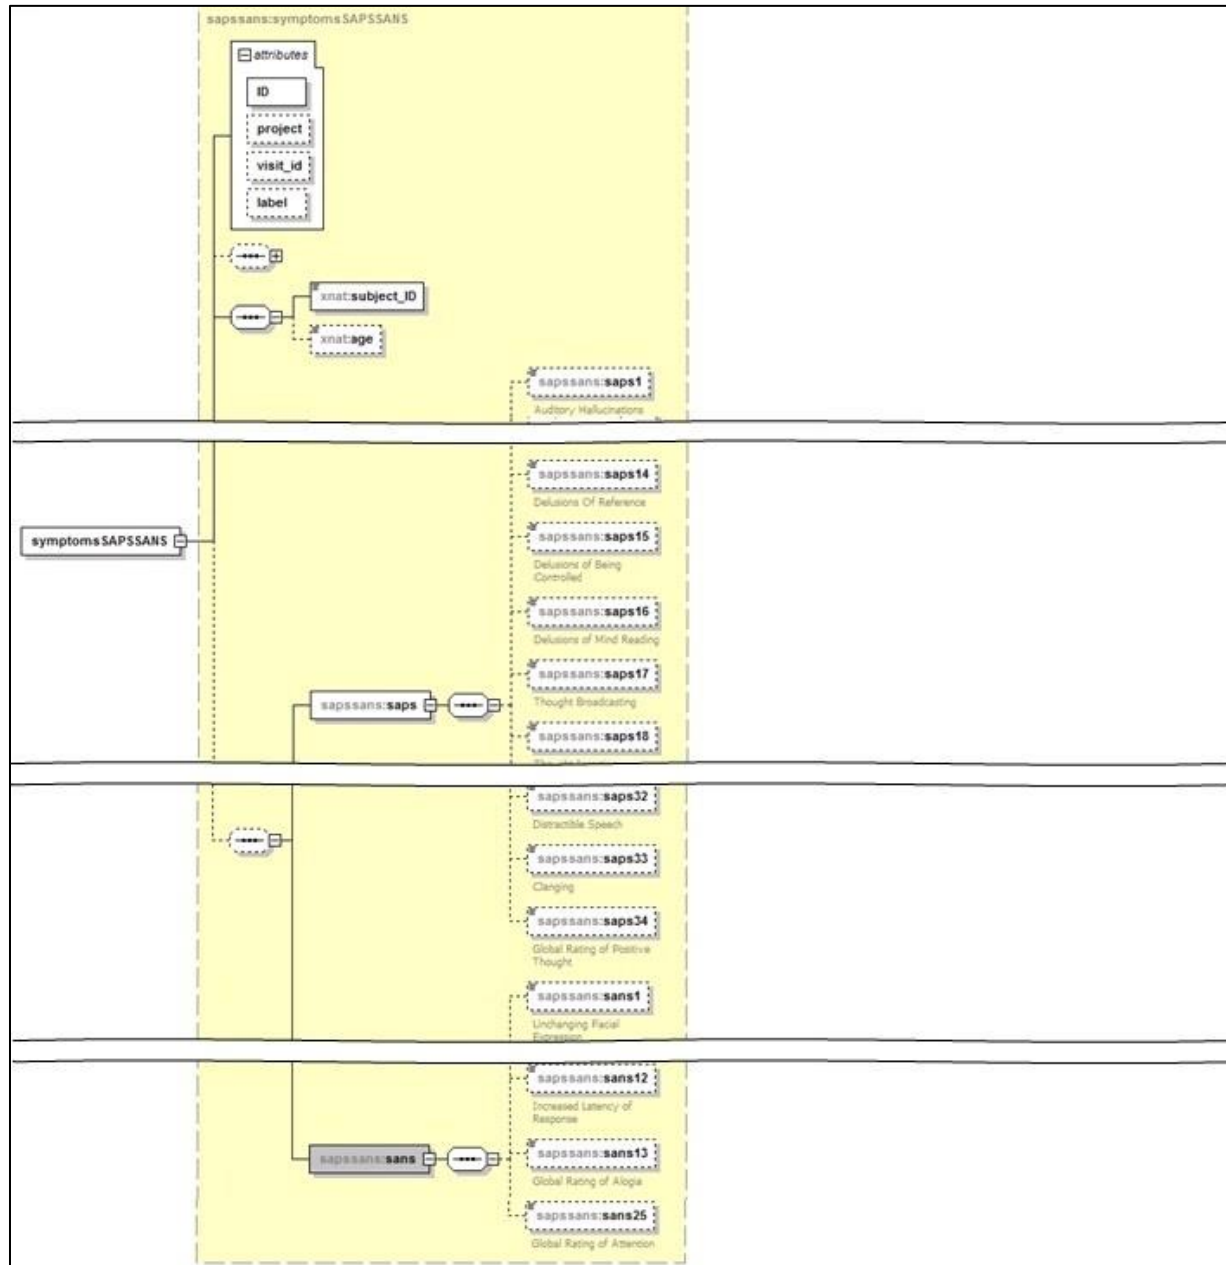 sapssans:symptomsSAPSSANS
attributes
ID
project
visit_id
label
xnat:subject_ID
xnat:age
sapssans:saps1
Auditory Hallucinations
sapssans:saps14
Delusions Of Reference
symptomsSAPSSANS
sapssans:saps15
Delusions of Being
Controlled
sapssans:saps16
Delusions of Mind Reading
sapssans:saps17
Thought Broadcasting
sapssans:saps
sapssans:saps18
sapssans:saps32
Distractible Speech
sapssans:saps33
Clanging
sapssans:saps34
Global Rating of Positive
Thought
sapssans:sans1
Unchanging Facial
Expression
sapssans:sans12
Increased Latency of
Response
sapssans:sans
sapssans:sans13
Global Rating of Alogia
sapssans:sans25
Global Rating of Attention